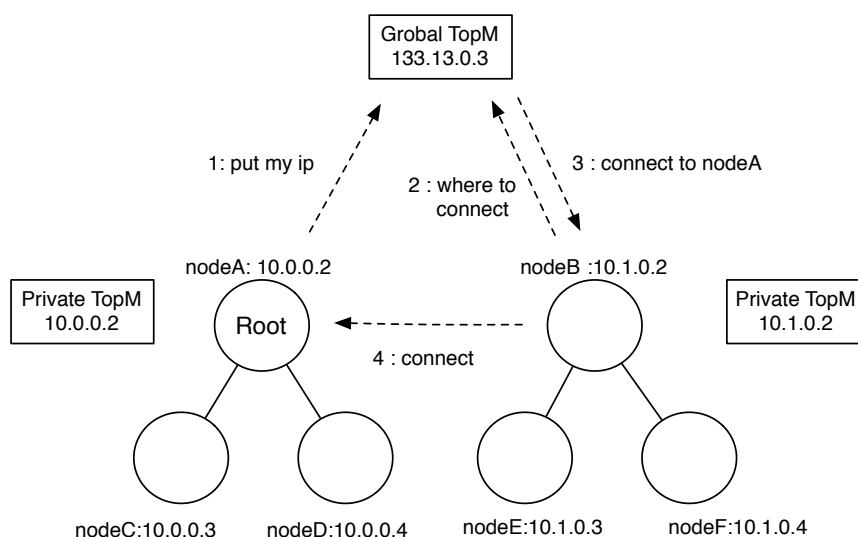 Grobal TopM
133.13.0.3
1: put my ip
2 : where to
connect
3 : connect to nodeA
nodeA: 10.0.0.2
nodeB :10.1.0.2
Private TopM
10.0.0.2
Root
4 : connect
Private TopM
10.1.0.2
nodeC:10.0.0.3
nodeD:10.0.0.4
nodeE:10.1.0.3
nodeF:10.1.0.4